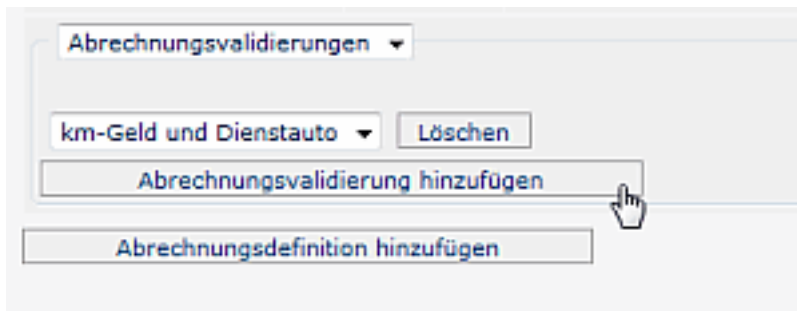 Abrechnungsvalidierungen
km-Geld und Dienstauto Löschen
Abrechnungsvalidierung hinzufügen
Abrechnungsdefinition hinzufügen